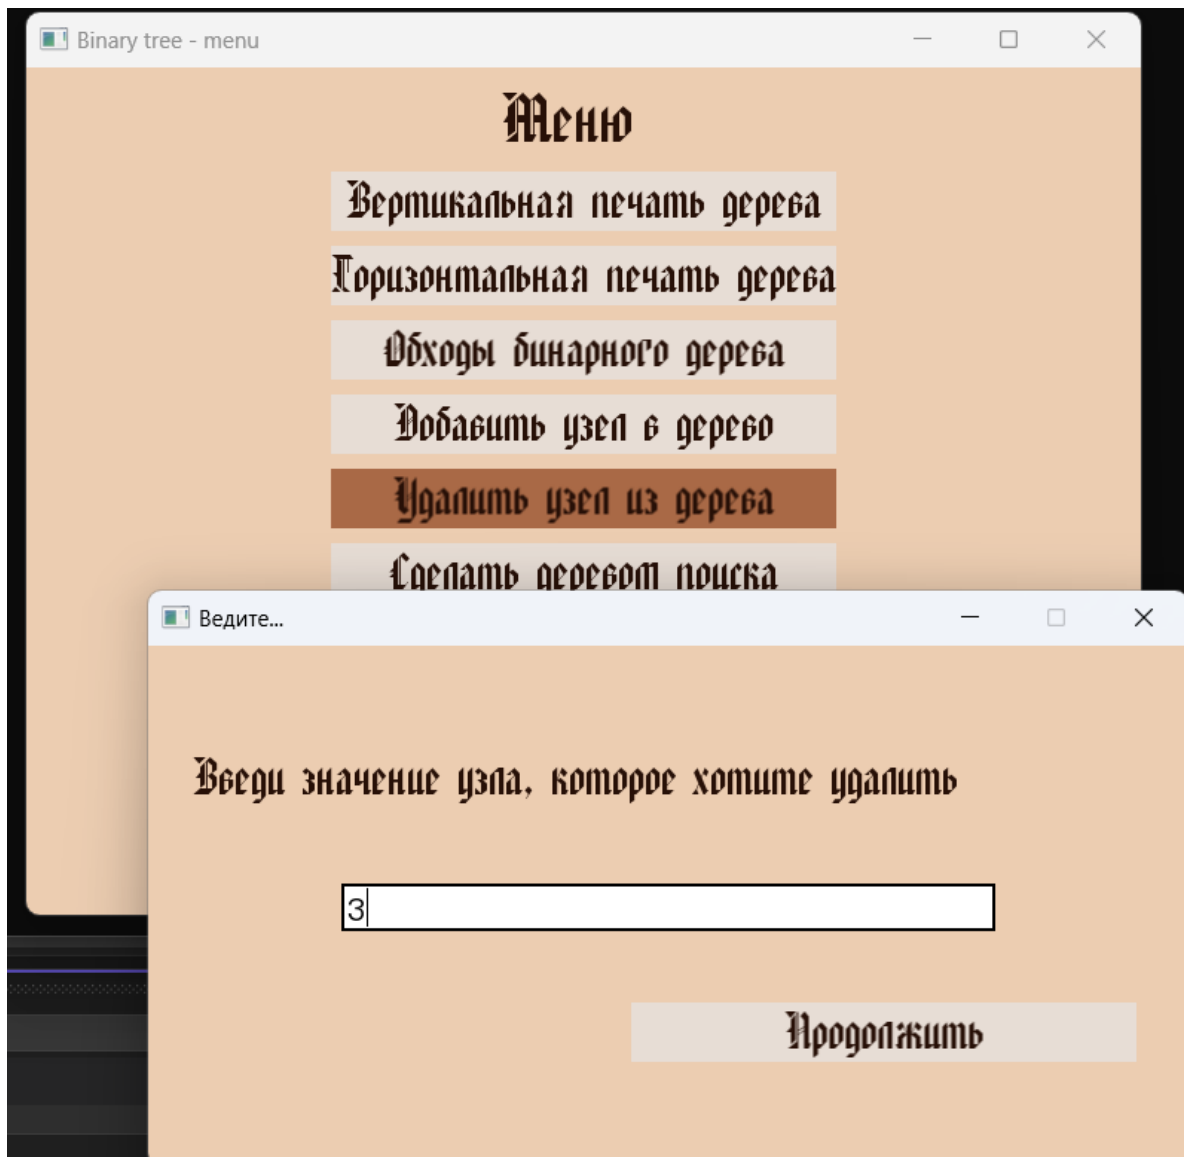 Binary tree - menu
Меню
Вертикальная печать дерева
Горизонтальная печать дерева
Обходы бинарного дерева
Добавить узел в дерево
Удалить узел из дерева
Сделать деревом поиска
Ведите...
Введи значение узла, которое хотите удалить
3
Продолжить